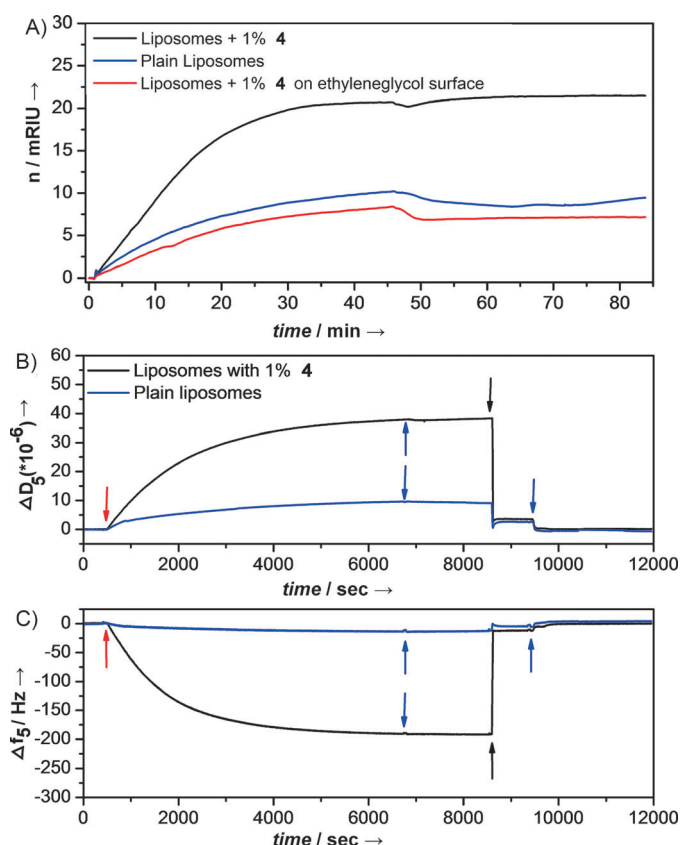 A)
Liposomes + 1% 4
Plain Liposomes
Liposomes + 1% 4 on ethyleneglycol surface
n / mRIU →
30
25
20
15
10
5
0
0 10 20 30 40 50 60 70 80
time / min →
B)
Liposomes with 1% 4
Plain liposomes
ΔD5(*10^-6) →
60
50
40
30
20
10
0
0 2000 4000 6000 8000 10000 12000
time / sec →
C)
Δf5 / Hz →
0
-50
-100
-150
-200
-250
-300
0 2000 4000 6000 8000 10000 12000
time / sec →